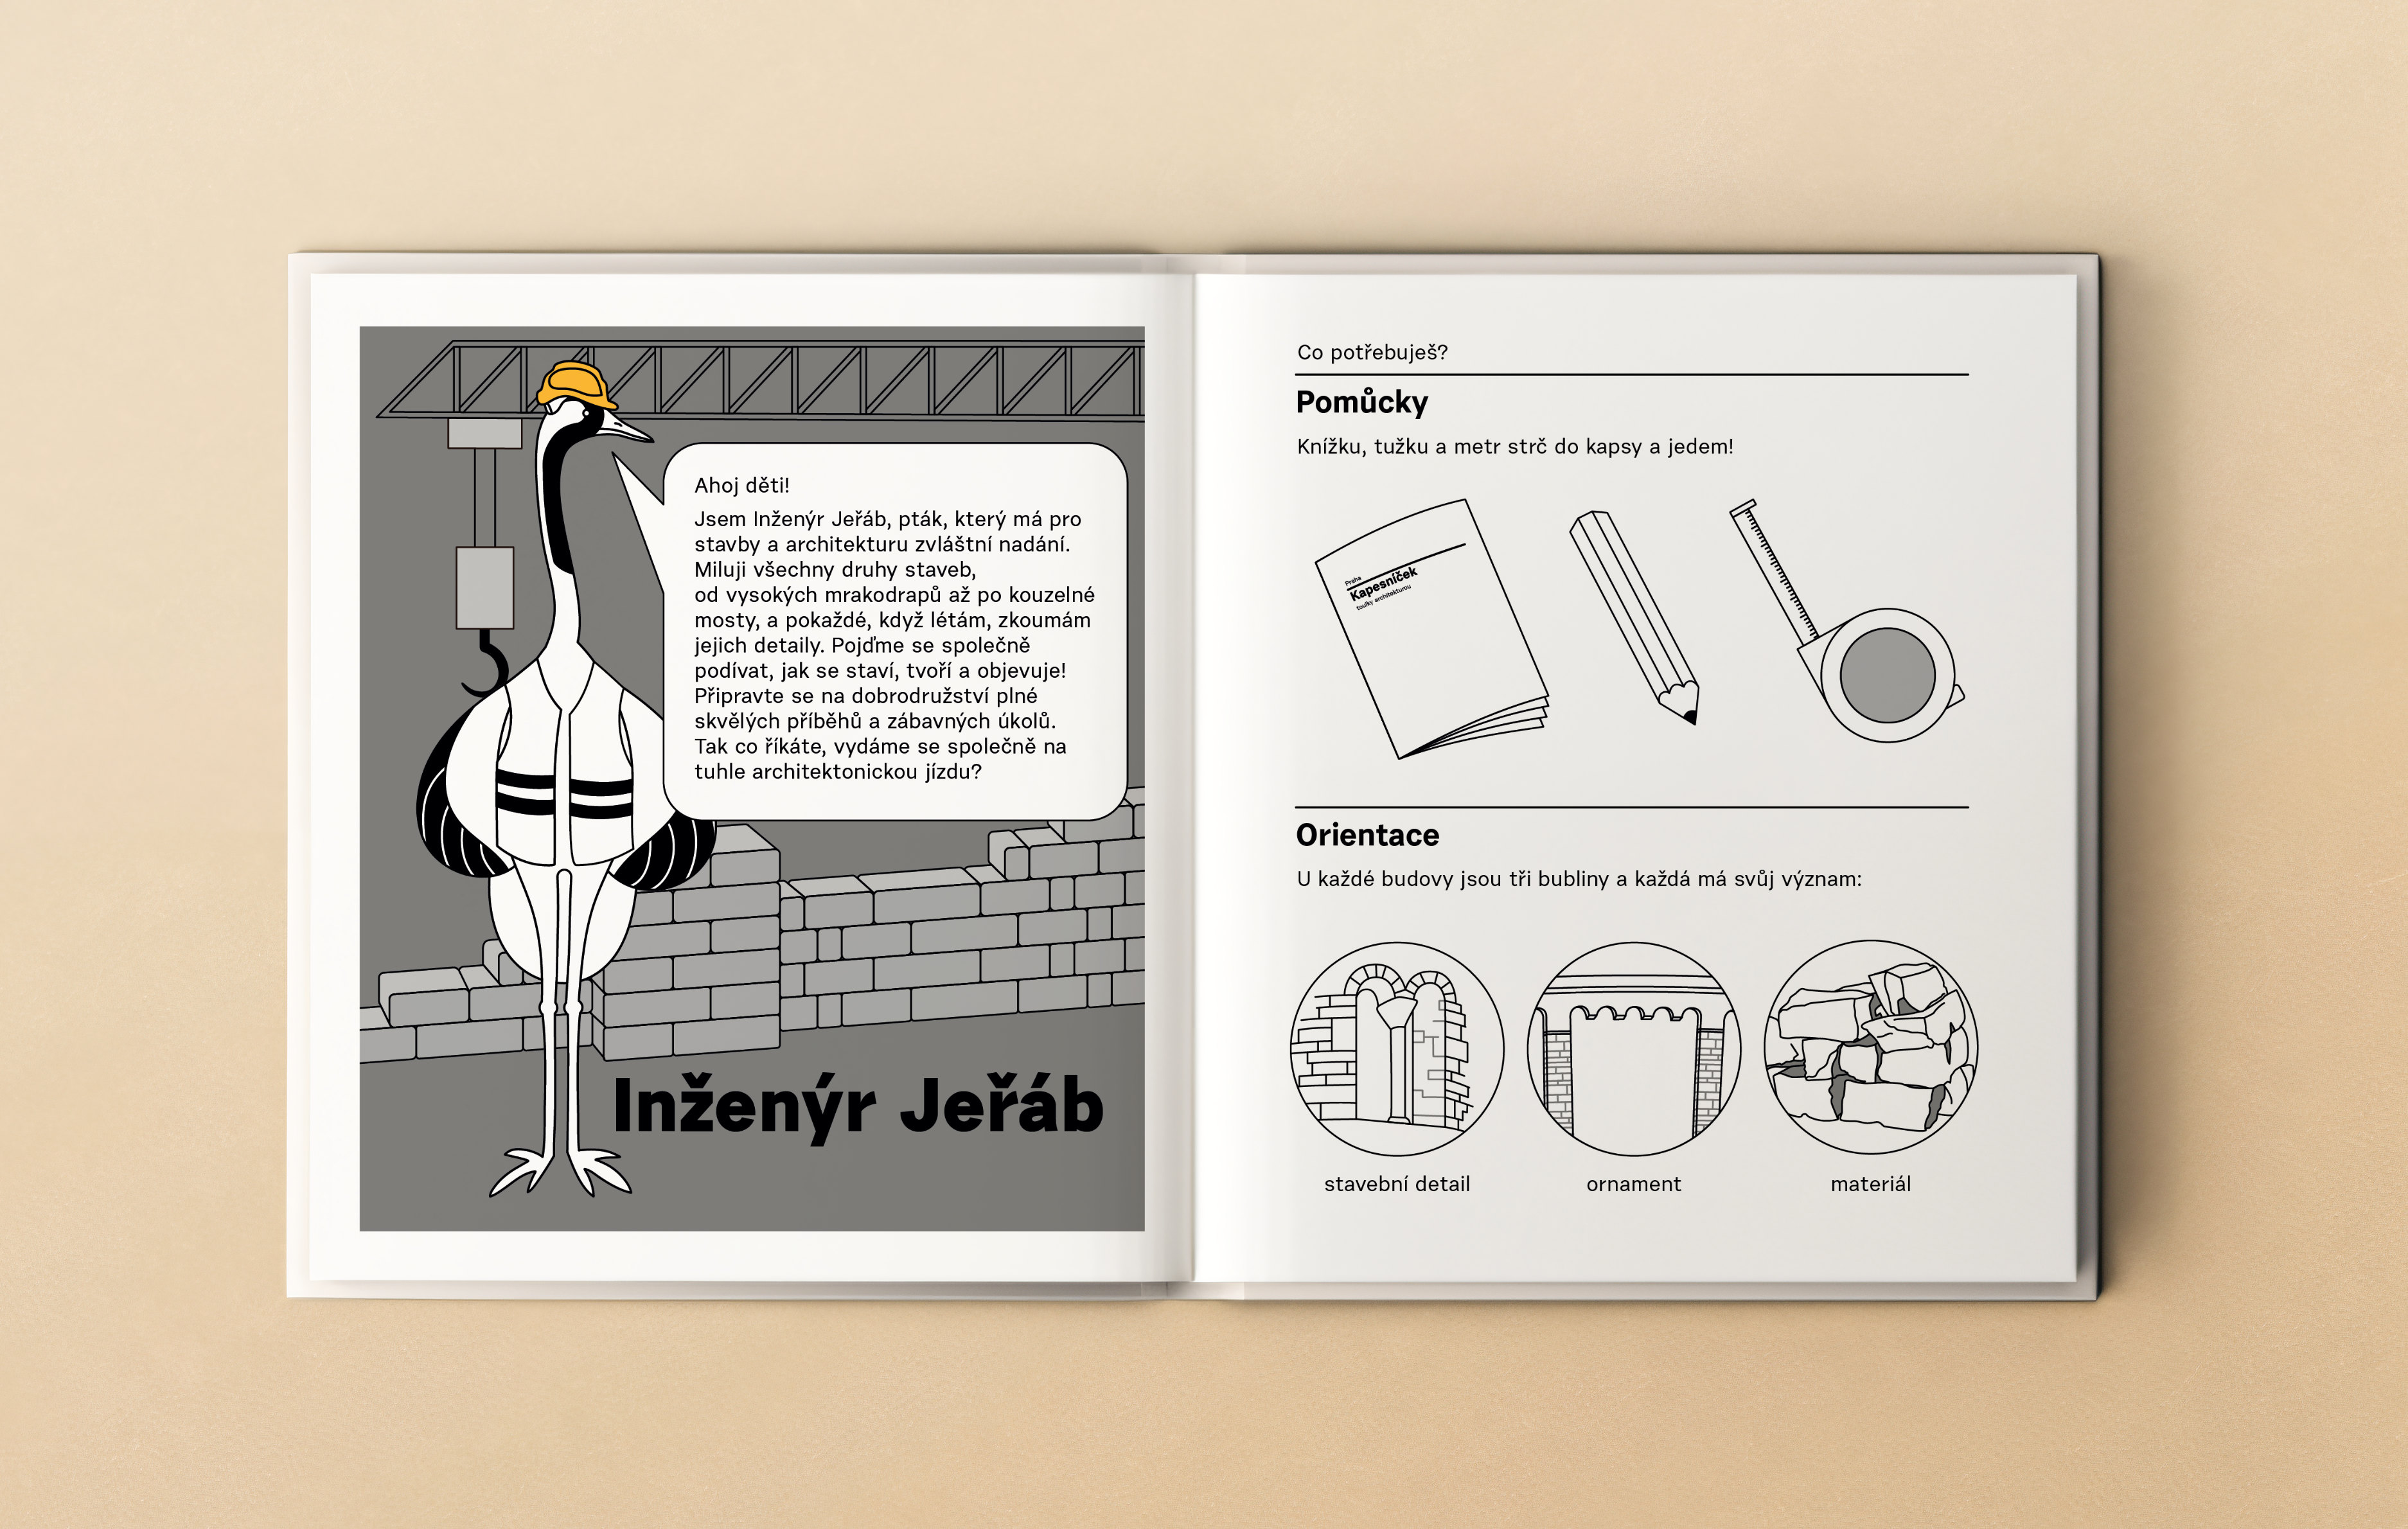 Ahoj děti!
Jsem Inženýr Jeřáb, pták, který má pro
stavby a architekturu zvláštní nadání.
Miluji všechny druhy staveb,
od vysokých mrakodrapů až po kouzelné
mosty, a pokaždé, když létám, zkoumám
jejich detaily. Pojďme se společně
podívat, jak se staví, tvoří a objevuje!
Připravte se na dobrodružství plné
skvělých příběhů a zábavných úkolů.
Tak co říkáte, vydáme se společně na
tuhle architektonickou jízdu?
Inženýr Jeřáb
Co potřebuješ?
Pomůcky
Knížku, tužku a metr strč do kapsy a jedem!
Praha
Kapesníček
toulky architekturou
Orientace
U každé budovy jsou tři bubliny a každá má svůj význam:
stavební detail
ornament
materiál